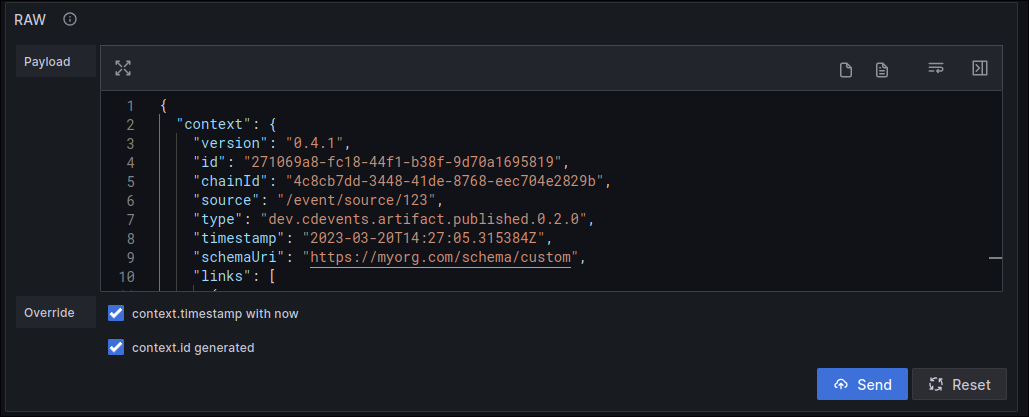 RAW
Payload
1 {
2 "context": {
3 "version": "0.4.1",
4 "id": "271069a8-fc18-44f1-b38f-9d70a1695819",
5 "chainId": "4c8cb7dd-3448-41de-8768-eec704e2829b",
6 "source": "/event/source/123",
7 "type": "dev.cdevents.artifact.published.0.2.0",
8 "timestamp": "2023-03-20T14:27:05.315384Z",
9 "schemaUri": "https://myorg.com/schema/custom",
10 "links": [
Override
context.timestamp with now
context.id generated
Send
Reset